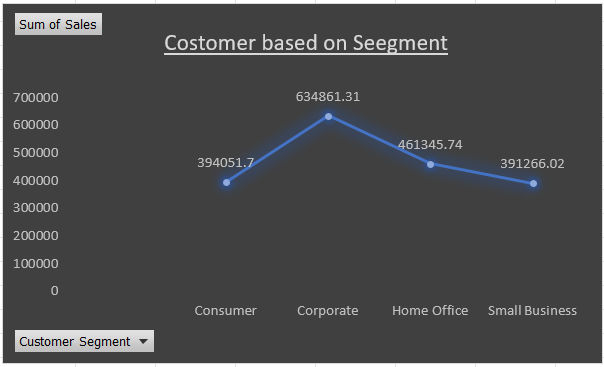 Sum of Sales
Costomer based on Seegment
700000
600000
500000
400000
300000
200000
100000
0
394051.7
634861.31
461345.74
391266.02
Consumer
Corporate
Home Office
Small Business
Customer Segment